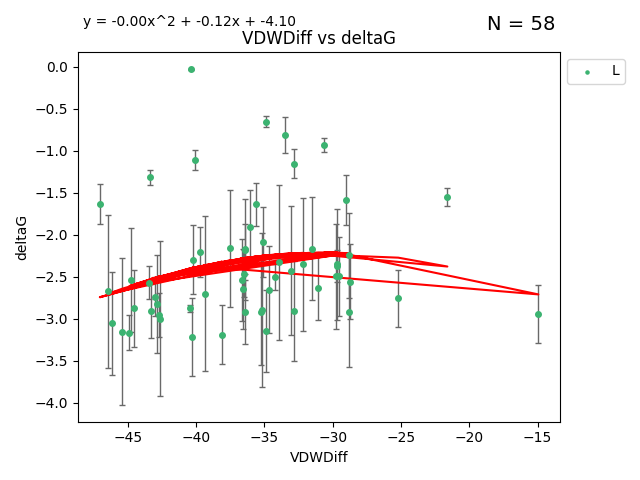 y = -0.00x^2 + -0.12x + -4.10
N = 58
VDWDiff vs deltaG
L
deltaG
0.0
−0.5
−1.0
−1.5
−2.0
−2.5
−3.0
−3.5
−4.0
−45
−40
−35
−30
−25
−20
−15
VDWDiff